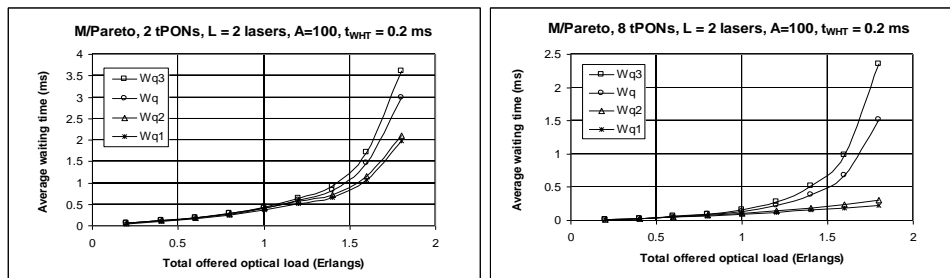 M/Pareto, 2 tPONs, L = 2 lasers, A=100, tWHT = 0.2 ms
4
3.5
3
2.5
2
1.5
1
0.5
0
Average waiting time (ms)
Wq3
Wq
Wq2
Wq1
0 0.5 1 1.5 2
Total offered optical load (Erlangs)
M/Pareto, 8 tPONs, L = 2 lasers, A=100, tWHT = 0.2 ms
2.5
2
1.5
1
0.5
0
Average waiting time (ms)
Wq3
Wq
Wq2
Wq1
0 0.5 1 1.5 2
Total offered optical load (Erlangs)